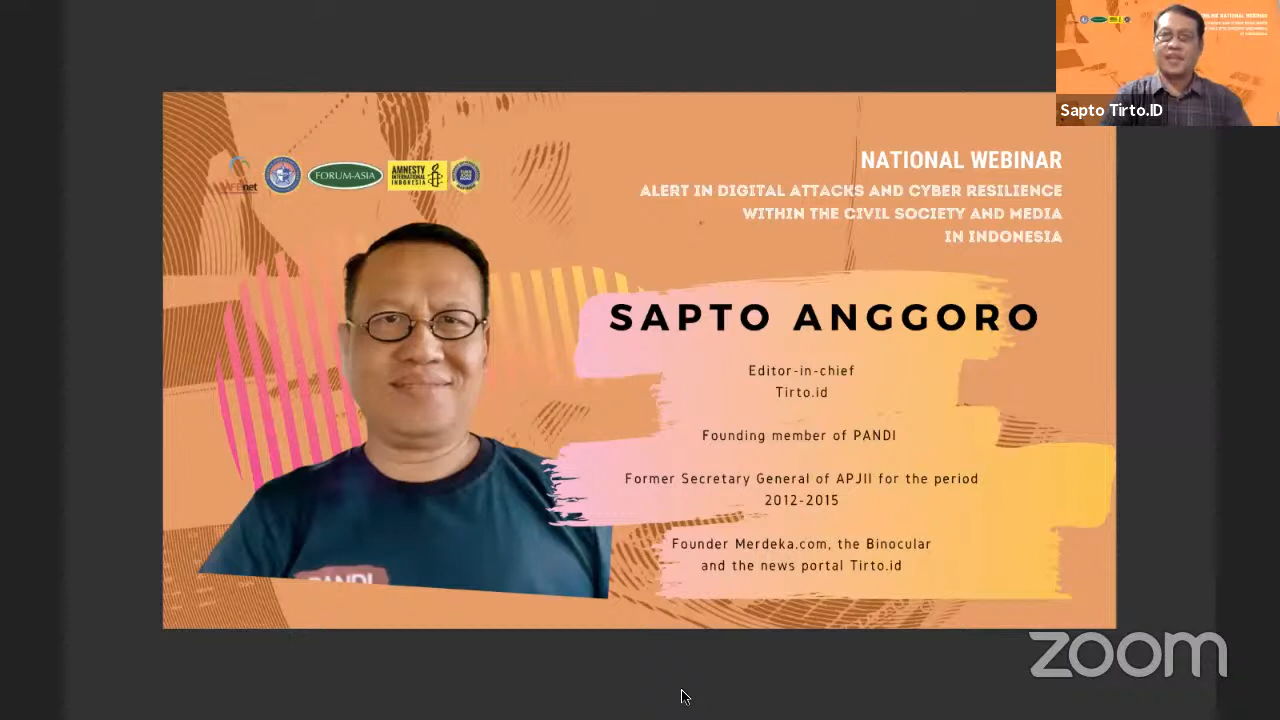 Sapto Tirto.ID
FORUM-ASIA
AMNESTY
INTERNATIONAL
INDONESIA
NATIONAL WEBINAR
ALERT IN DIGITAL ATTACKS AND CYBER RESILIENCE
WITHIN THE CIVIL SOCIETY AND MEDIA
IN INDONESIA
SAPTO ANGGORO
Editor-in-chief
Tirto.id
Founding member of PANDI
Former Secretary General of APJII for the period
2012-2015
Founder Merdeka.com, the Binocular
and the news portal Tirto.id
PANDI
zoom